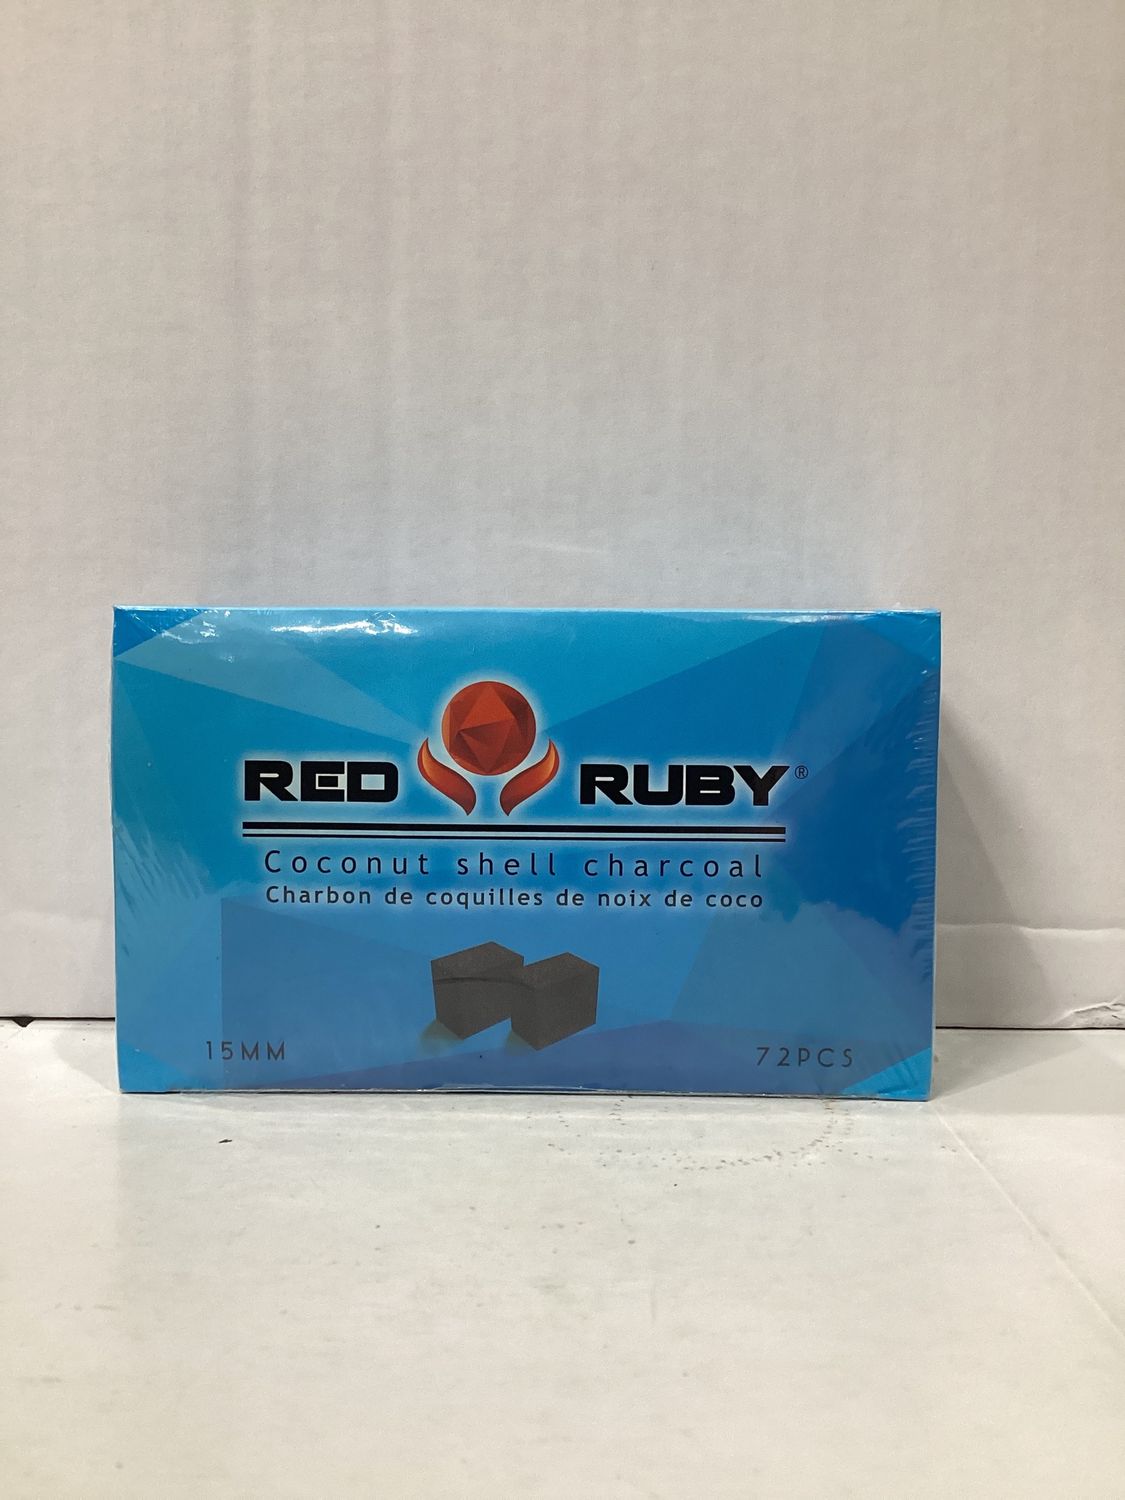 RED RUBY®
Coconut shell charcoal
Charbon de coquilles de noix de coco
15MM 72PCS